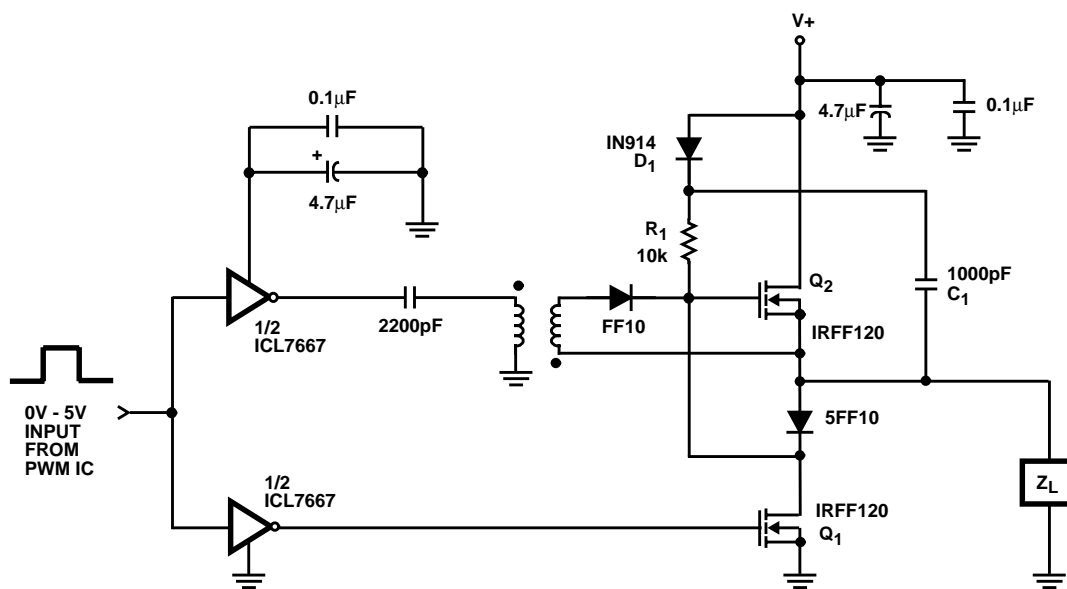 V+
0.1µF
+
4.7µF
4.7µF
0.1µF
IN914
D1
R1
10k
1000pF
C1
Q2
IRFF120
1/2
ICL7667
2200pF
FF10
5FF10
0V - 5V
INPUT
FROM
PWM IC
1/2
ICL7667
IRFF120
Q1
ZL